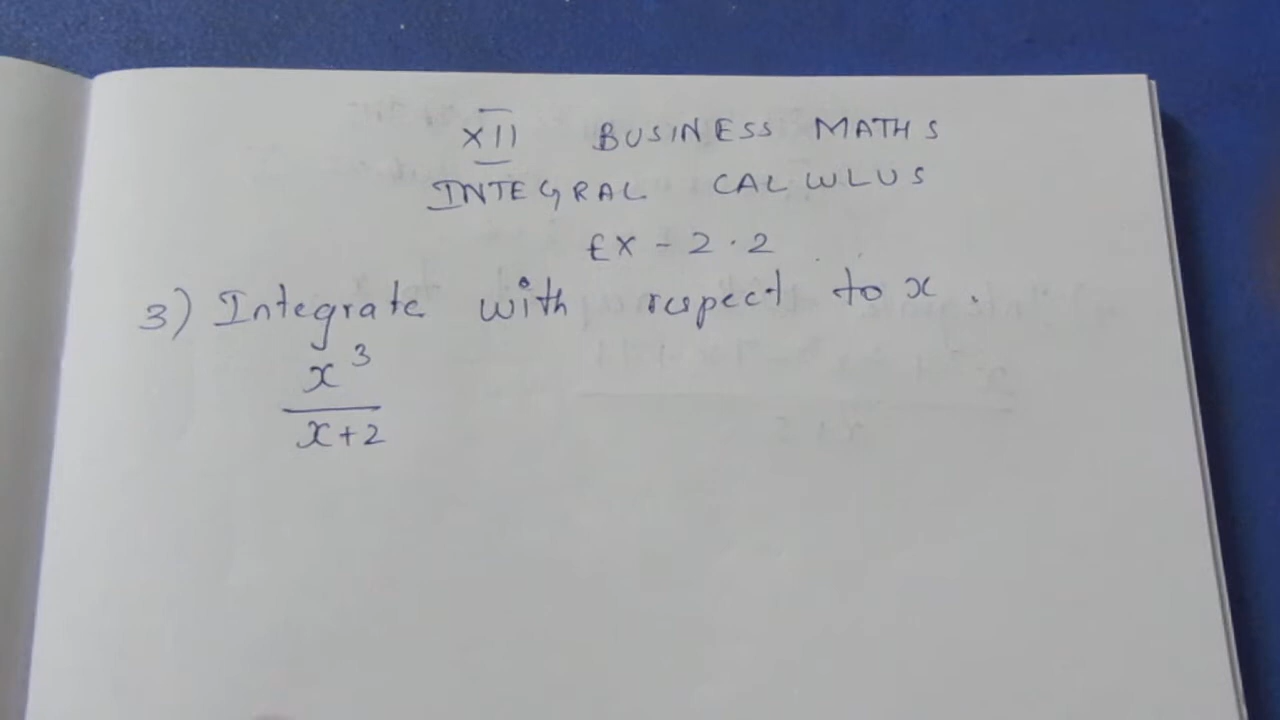 XII BUSINESS MATHS
INTEGRAL CALCULUS
EX - 2.2
3) Integrate with respect to x.
x³
x+2